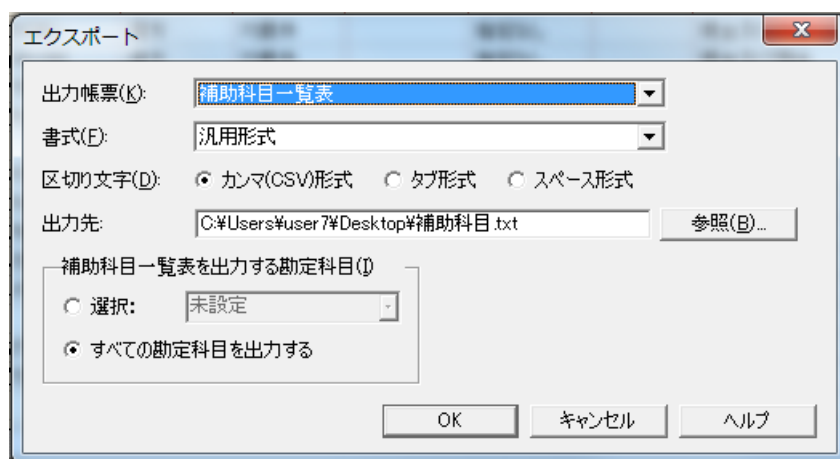 エクスポート
出力帳票(K): 補助科目一覧表
書式(F): 汎用形式
区切り文字(D): カンマ(CSV)形式 タブ形式 スペース形式
出力先: C:¥Users¥user7¥Desktop¥補助科目.txt 参照(B)...
補助科目一覧表を出力する勘定科目(I)
選択: 未設定
すべての勘定科目を出力する
OK キャンセル ヘルプ